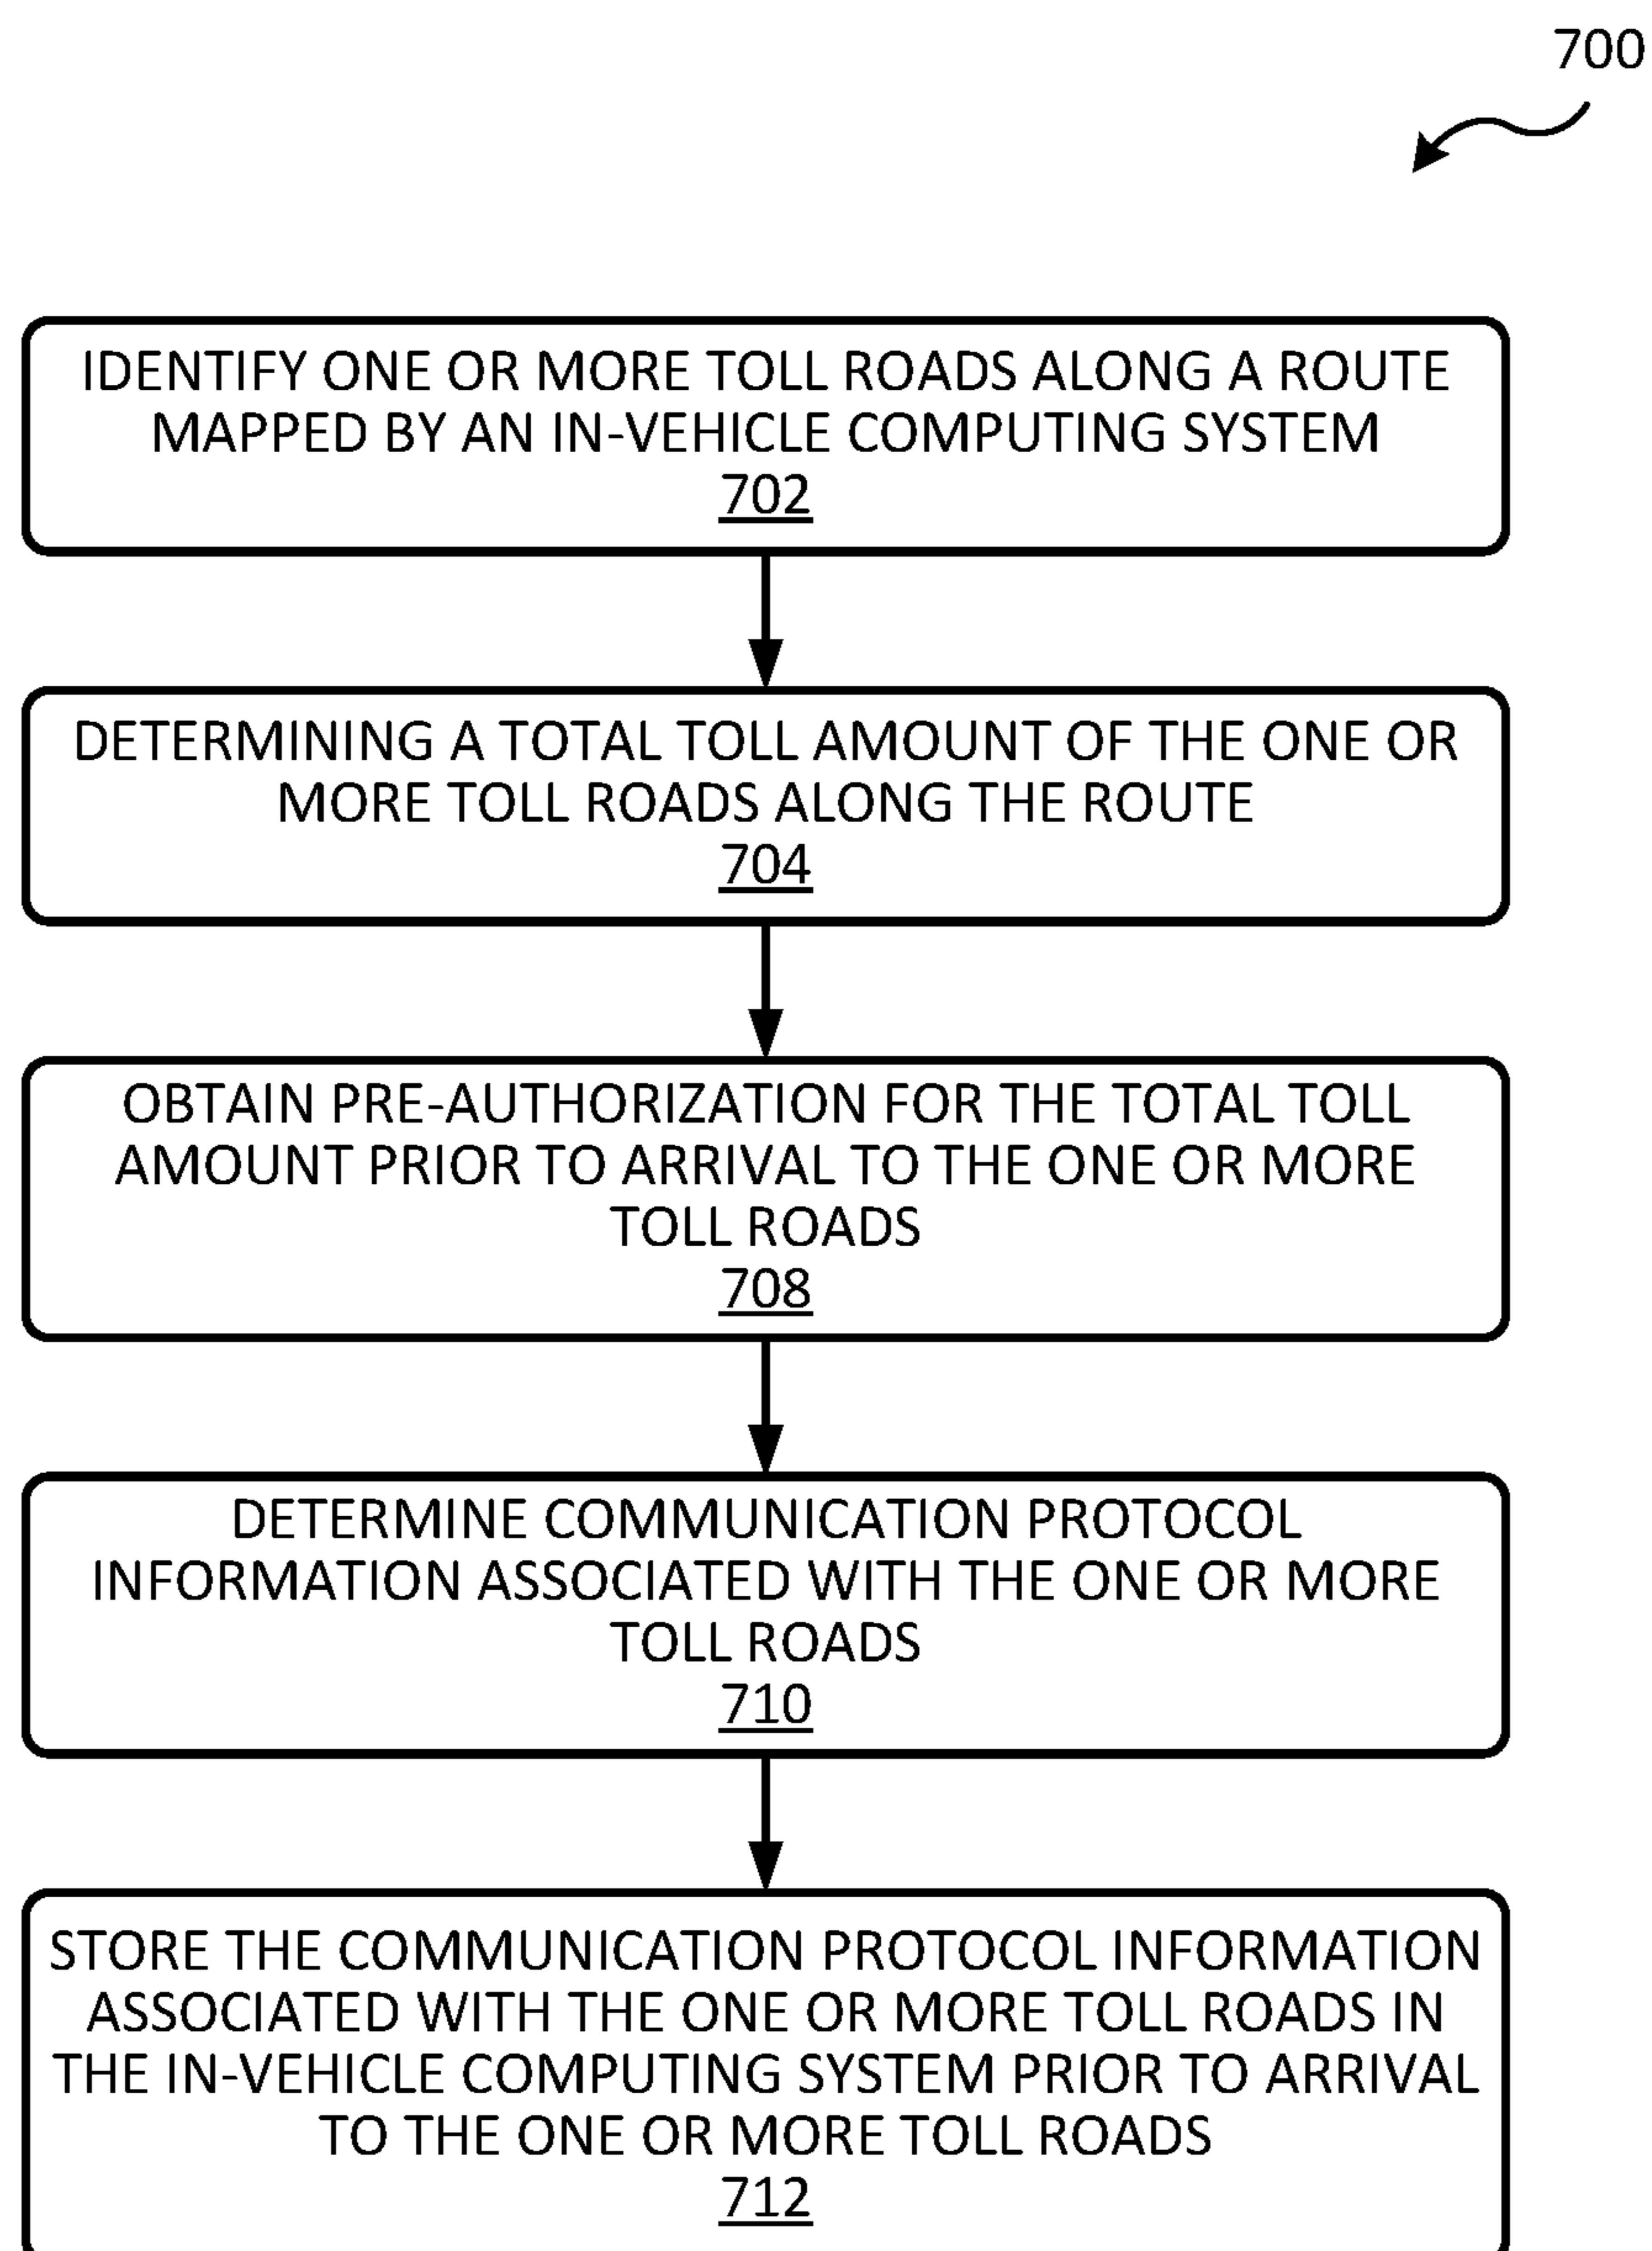 700
IDENTIFY ONE OR MORE TOLL ROADS ALONG A ROUTE
MAPPED BY AN IN-VEHICLE COMPUTING SYSTEM
702
DETERMINING A TOTAL TOLL AMOUNT OF THE ONE OR
MORE TOLL ROADS ALONG THE ROUTE
704
OBTAIN PRE-AUTHORIZATION FOR THE TOTAL TOLL
AMOUNT PRIOR TO ARRIVAL TO THE ONE OR MORE
TOLL ROADS
708
DETERMINE COMMUNICATION PROTOCOL
INFORMATION ASSOCIATED WITH THE ONE OR MORE
TOLL ROADS
710
STORE THE COMMUNICATION PROTOCOL INFORMATION
ASSOCIATED WITH THE ONE OR MORE TOLL ROADS IN
THE IN-VEHICLE COMPUTING SYSTEM PRIOR TO ARRIVAL
TO THE ONE OR MORE TOLL ROADS
712